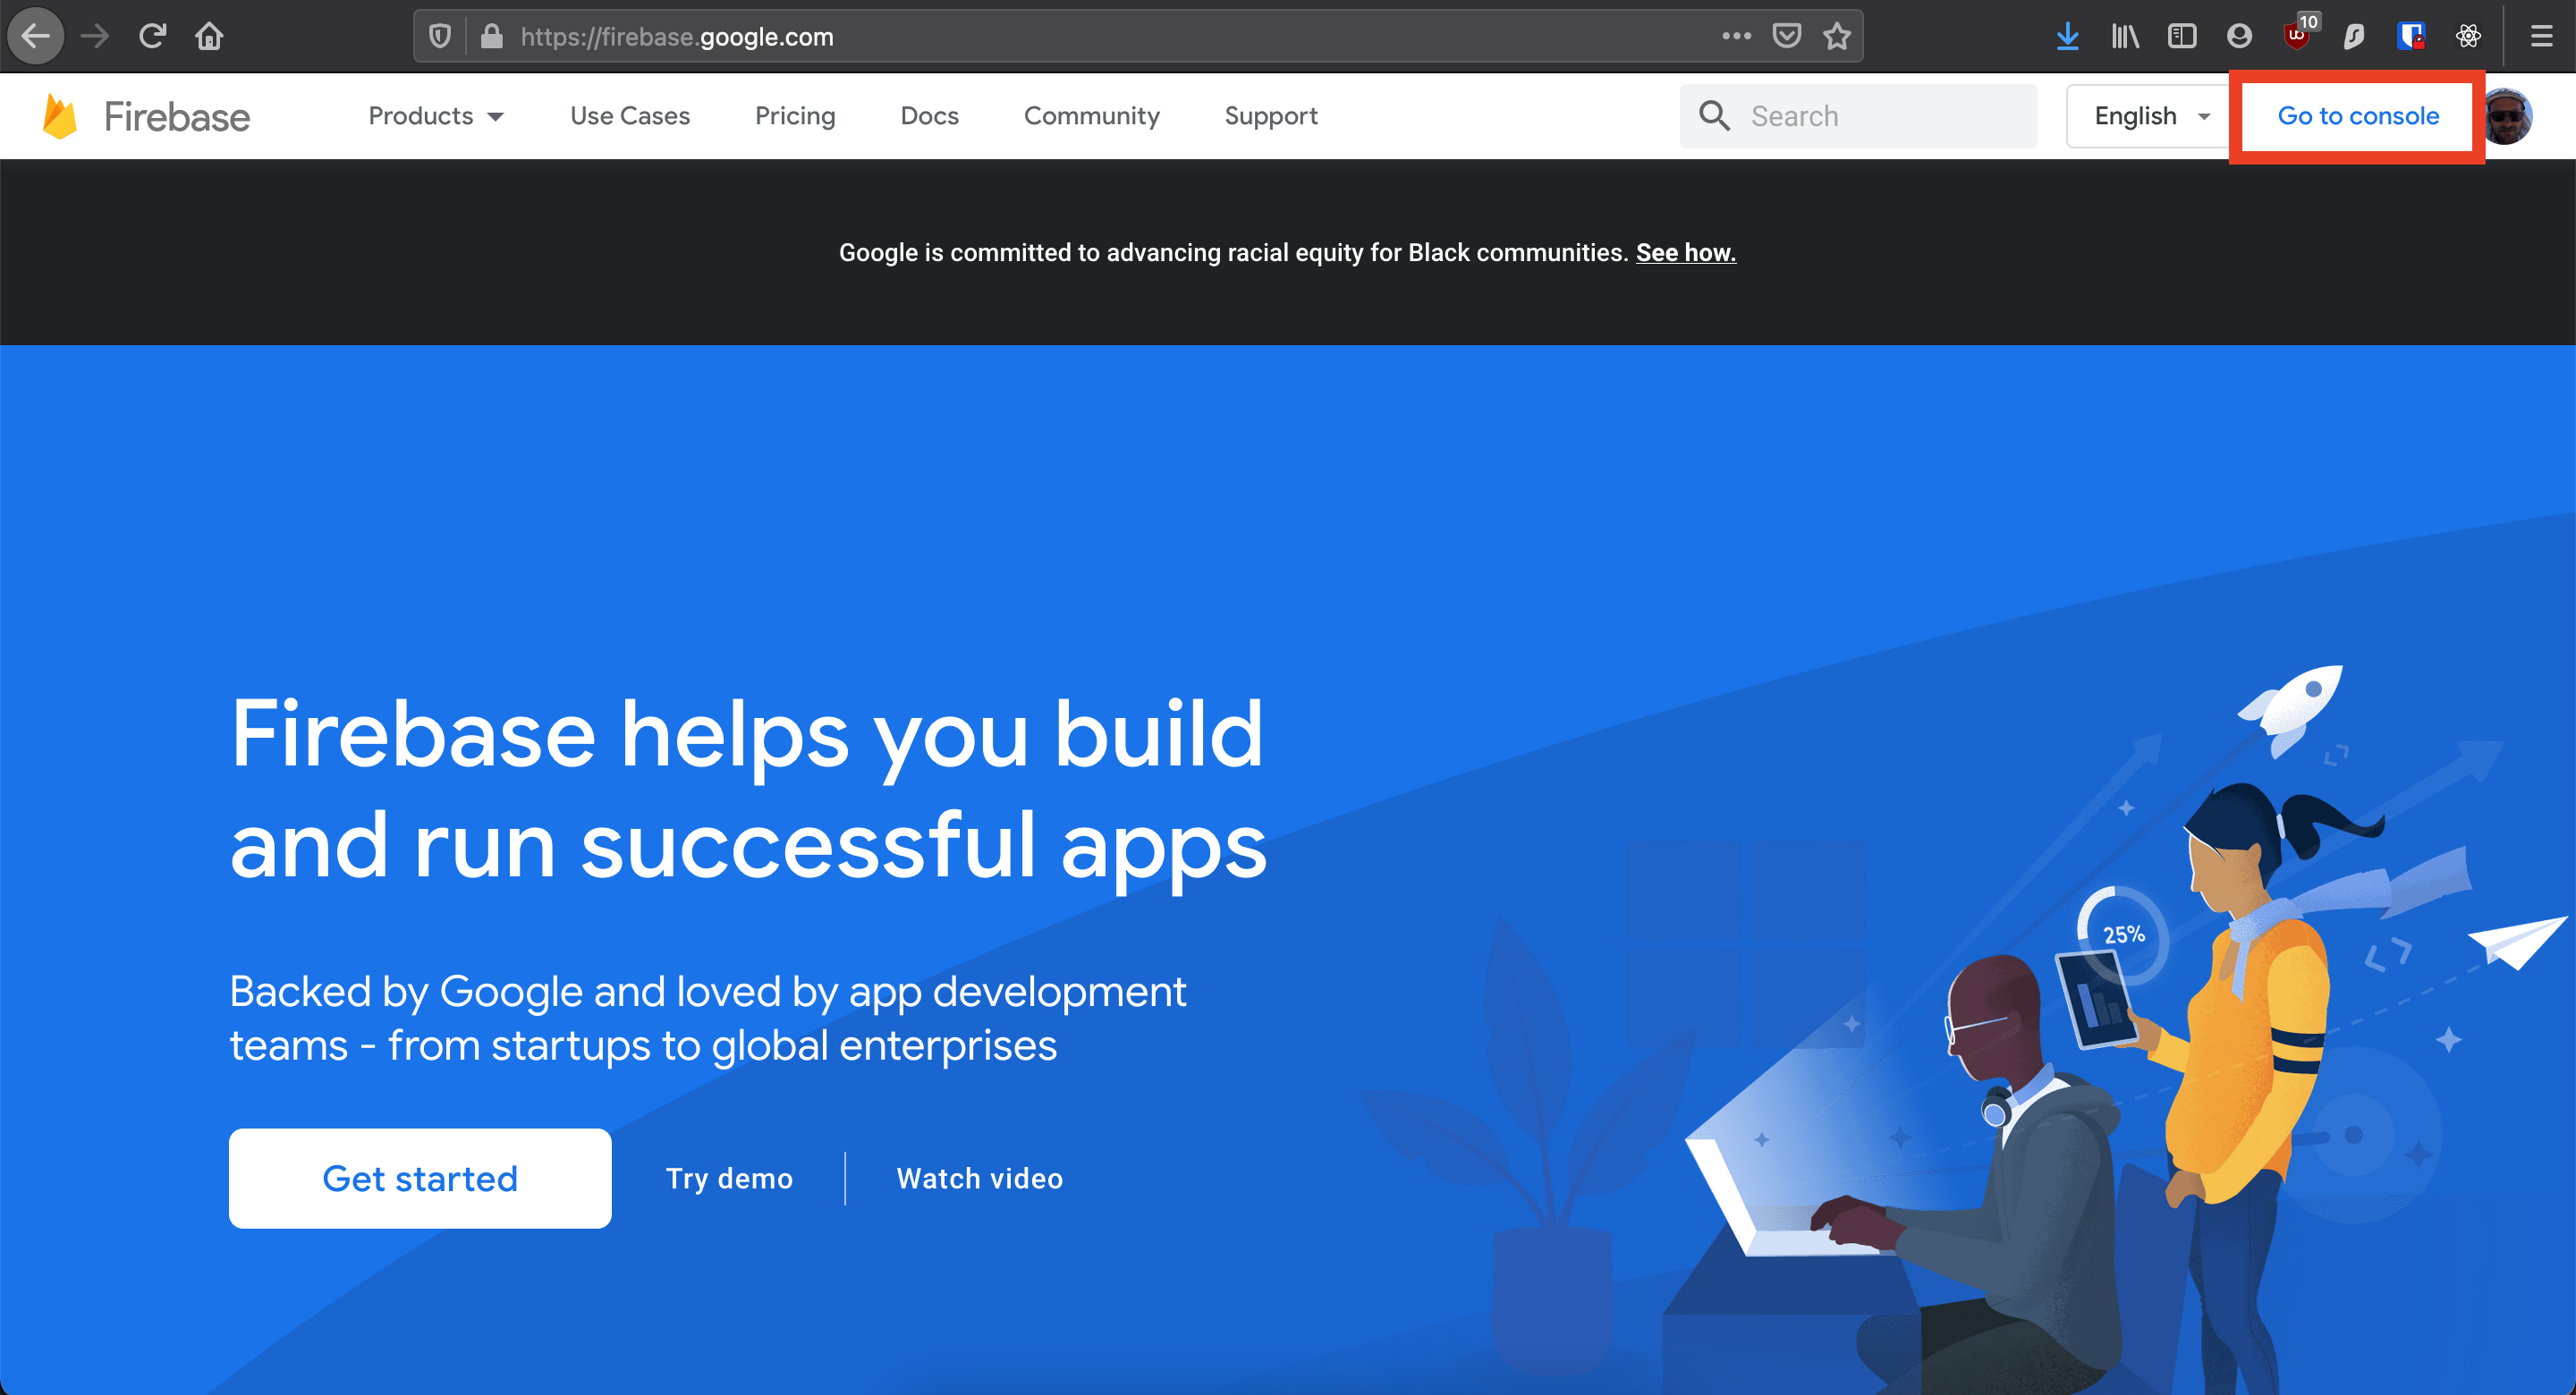 https://firebase.google.com
10
Firebase
Products
Use Cases
Pricing
Docs
Community
Support
Search
English
Go to console
Google is committed to advancing racial equity for Black communities. See how.
Firebase helps you build
and run successful apps
25%
Backed by Google and loved by app development
teams - from startups to global enterprises
Get started
Try demo
Watch video